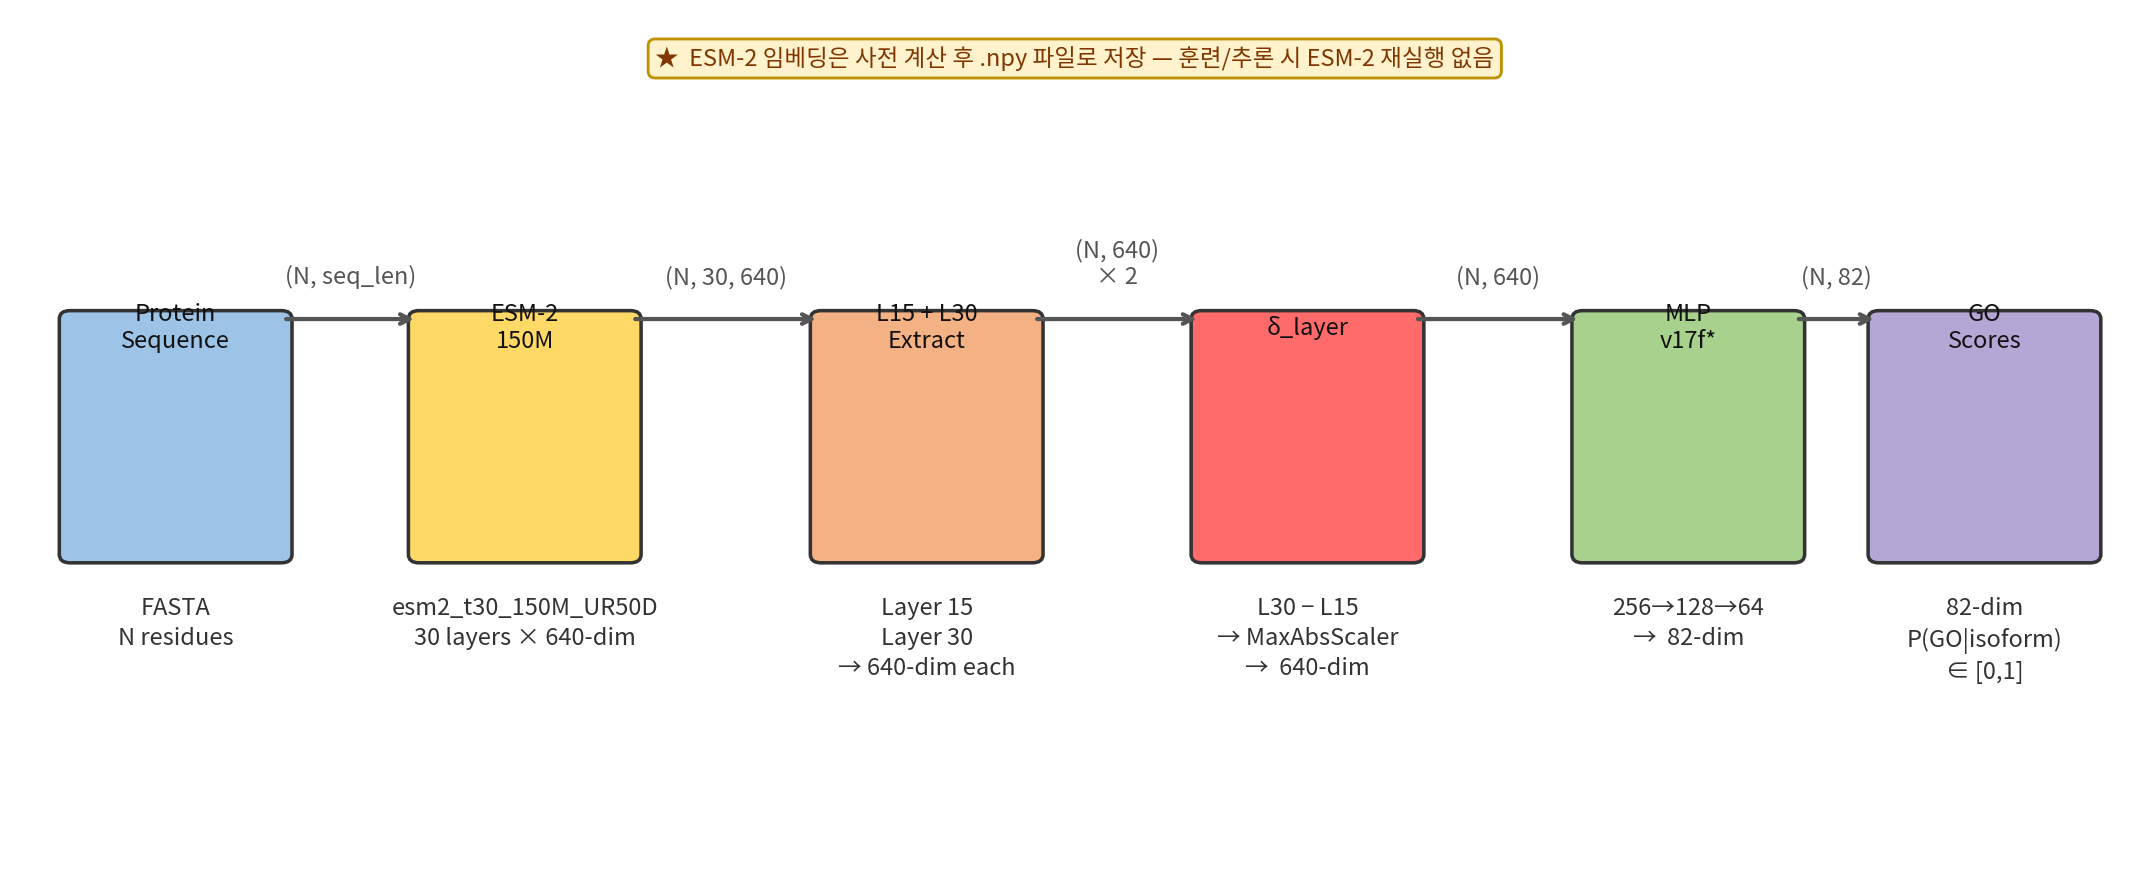 ★ ESM-2 임베딩은 사전 계산 후 .npy 파일로 저장 — 훈련/추론 시 ESM-2 재실행 없음
(N, seq_len)
(N, 30, 640)
(N, 640)
× 2
(N, 640)
(N, 82)
Protein
Sequence
ESM-2
150M
L15 + L30
Extract
δ_layer
MLP
v17f*
GO
Scores
FASTA
N residues
esm2_t30_150M_UR50D
30 layers × 640-dim
Layer 15
Layer 30
→ 640-dim each
L30 − L15
→ MaxAbsScaler
→ 640-dim
256→128→64
→ 82-dim
82-dim
P(GO|isoform)
∈ [0,1]